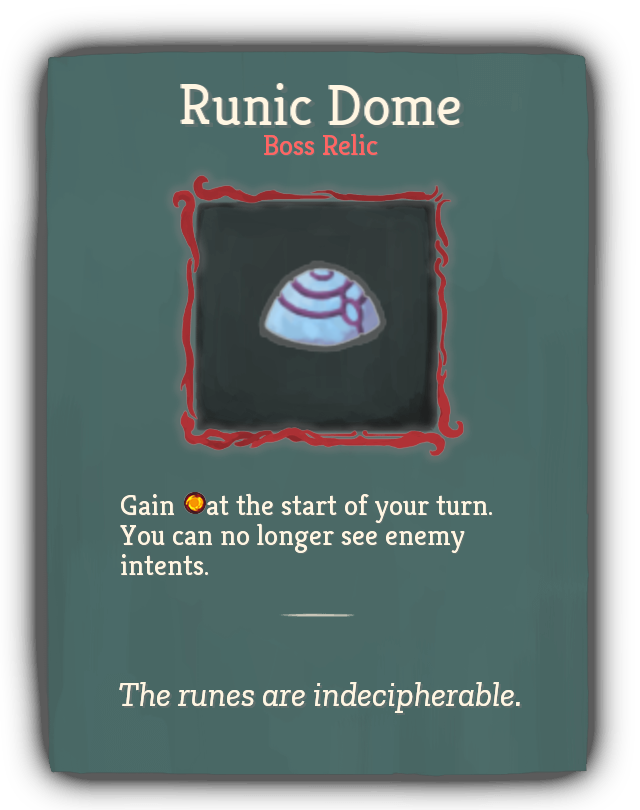 Runic Dome
Boss Relic
Gain at the start of your turn.
You can no longer see enemy
intents.
The runes are indecipherable.